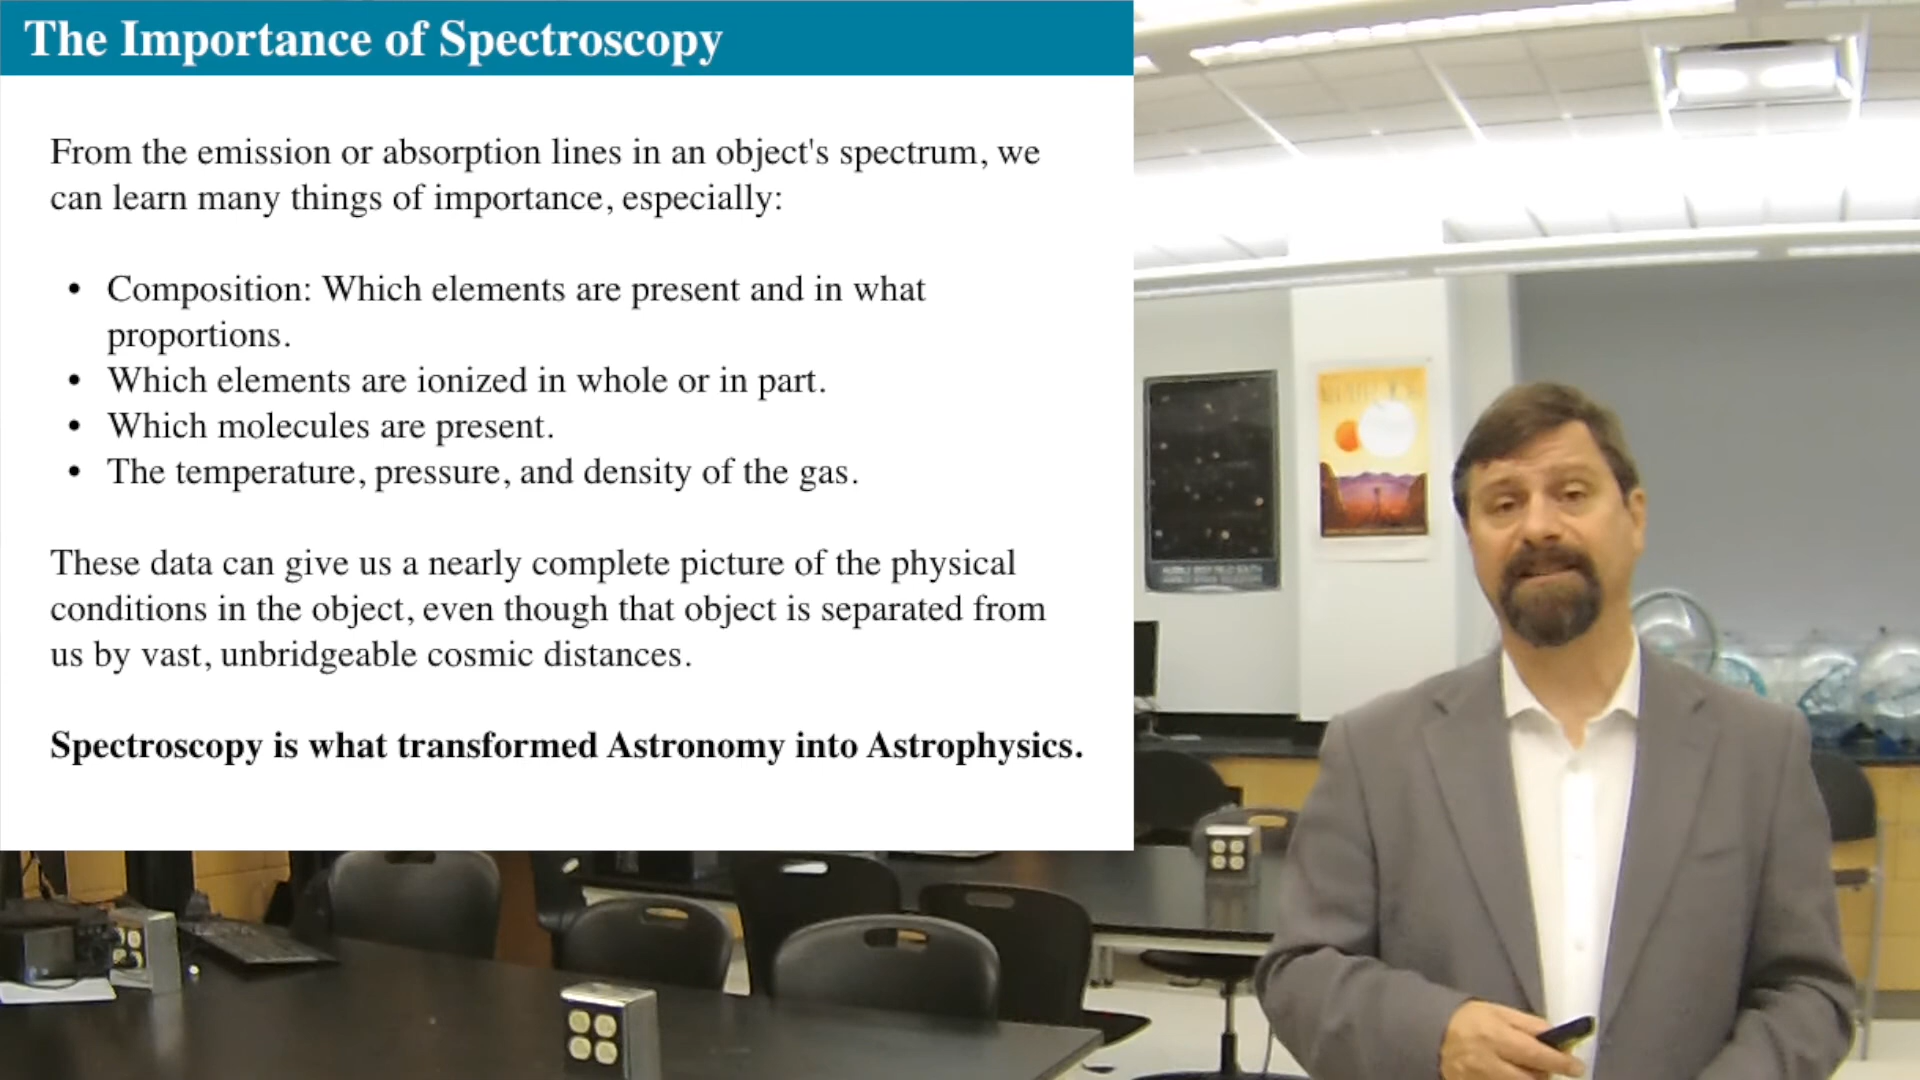 The Importance of Spectroscopy
From the emission or absorption lines in an object's spectrum, we
can learn many things of importance, especially:
• Composition: Which elements are present and in what
proportions.
• Which elements are ionized in whole or in part.
• Which molecules are present.
• The temperature, pressure, and density of the gas.
These data can give us a nearly complete picture of the physical
conditions in the object, even though that object is separated from
us by vast, unbridgeable cosmic distances.
Spectroscopy is what transformed Astronomy into Astrophysics.